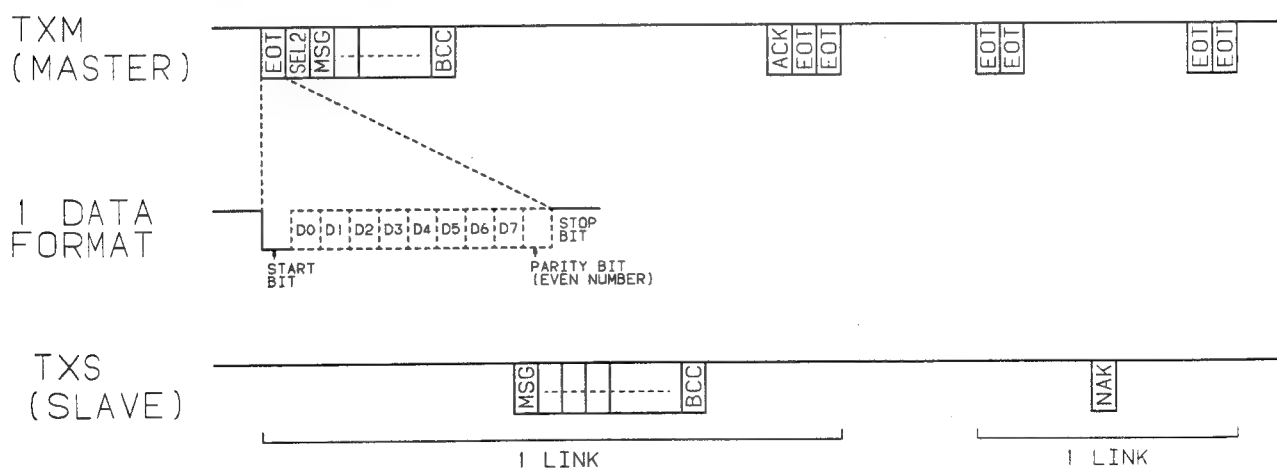 TXM
(MASTER)
EOT SEL2 MSG BCC
ACK EOT EOT
EOT EOT
EOT EOT
1 DATA
FORMAT
D0 D1 D2 D3 D4 D5 D6 D7
STOP
BIT
START
BIT
PARITY BIT
(EVEN NUMBER)
TXS
(SLAVE)
MSG BCC
NAK
1 LINK
1 LINK